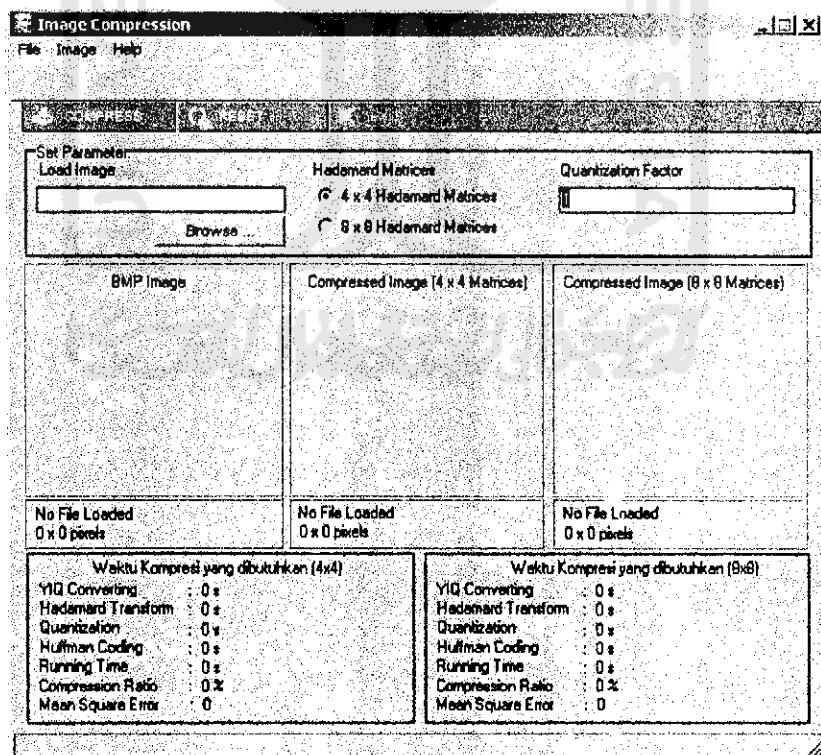 Image Compression
File Image Help
COMPRESS RESET
Set Parameter
Load Image Hadamard Matrices Quantization Factor
4 x 4 Hadamard Matrices
Browse ... 8 x 8 Hadamard Matrices
BMP Image Compressed Image (4 x 4 Matrices) Compressed Image (8 x 8 Matrices)
No File Loaded No File Loaded No File Loaded
0 x 0 pixels 0 x 0 pixels 0 x 0 pixels
Waktu Kompresi yang dibutuhkan (4x4)
YIQ Converting : 0 s
Hadamard Transform : 0 s
Quantization : 0 s
Huffman Coding : 0 s
Running Time : 0 s
Compression Ratio : 0 %
Mean Square Error : 0
Waktu Kompresi yang dibutuhkan (8x8)
YIQ Converting : 0 s
Hadamard Transform : 0 s
Quantization : 0 s
Huffman Coding : 0 s
Running Time : 0 s
Compression Ratio : 0 %
Mean Square Error : 0